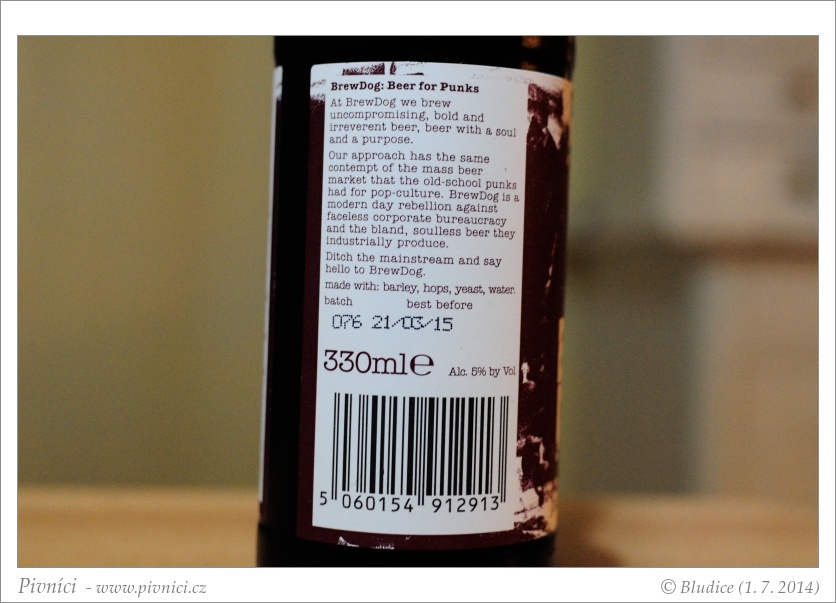 BrewDog: Beer for Punks
At BrewDog we brew
uncompromising, bold and
irreverent beer, beer with a soul
and a purpose.
Our approach has the same
contempt of the mass beer
market that the old-school punks
had for pop-culture. BrewDog is a
modern day rebellion against
faceless corporate bureaucracy
and the bland, soulless beer they
industrially produce.
Ditch the mainstream and say
hello to BrewDog.
made with: barley, hops, yeast, water.
batch best before
076 21/03/15
330ml℮ Alc. 5% by Vol
5 060154 912913
Pivníci - www.pivnici.cz © Bludice (1. 7. 2014)